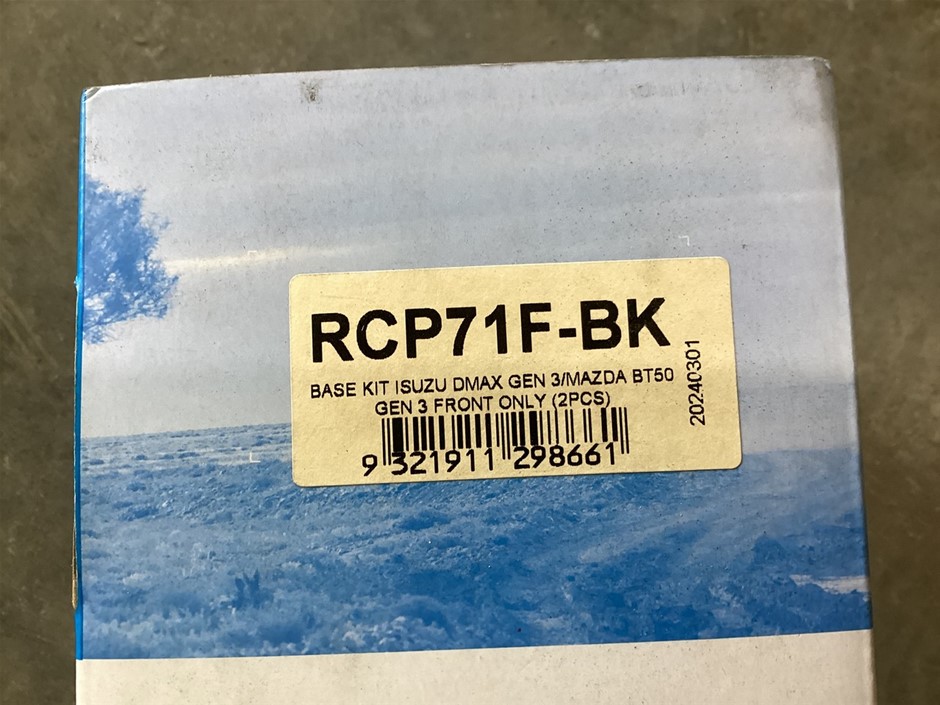 RCP71F-BK
BASE KIT ISUZU DMAX GEN 3/MAZDA BT50
GEN 3 FRONT ONLY (2PCS)
9 321911 298661
20240301